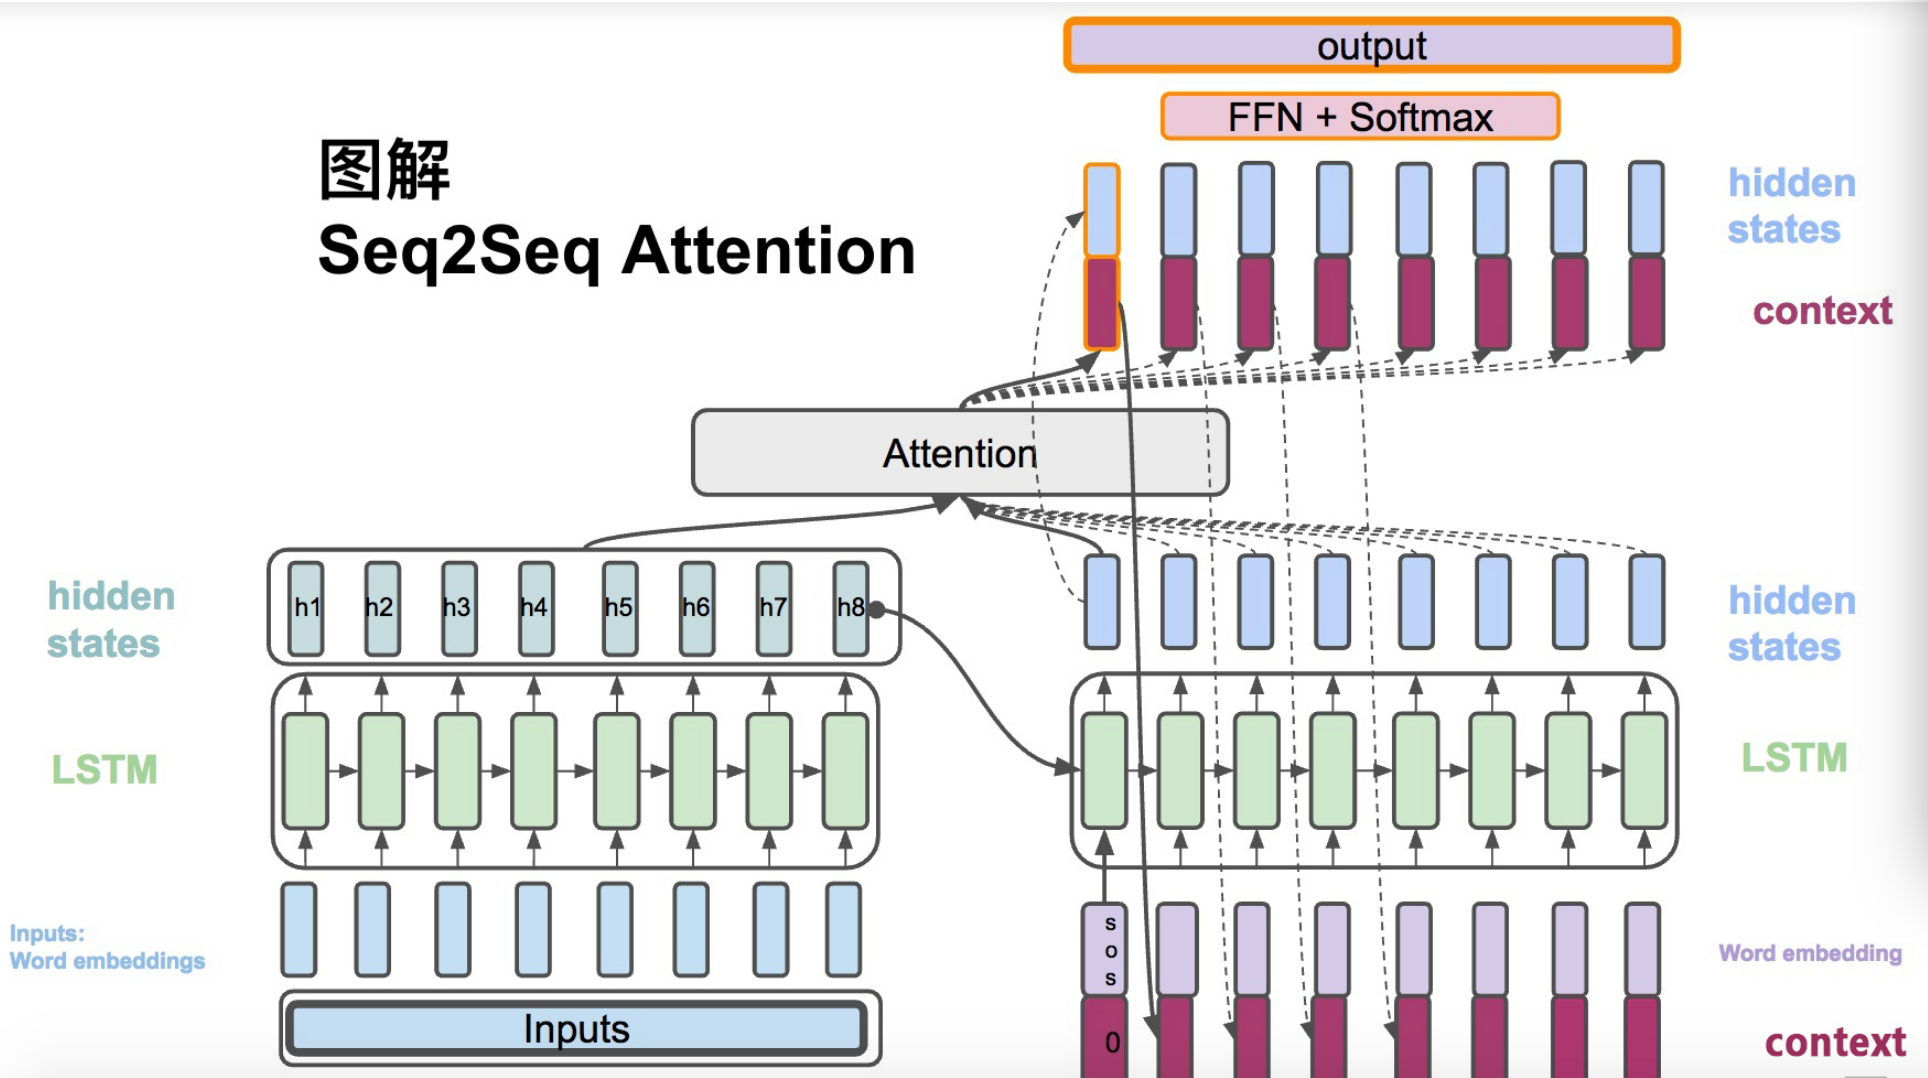 output
FFN + Softmax
图解
Seq2Seq Attention
hidden
states
context
Attention
hidden
states
h1
h2
h3
h4
h5
h6
h7
h8
hidden
states
LSTM
LSTM
Inputs:
Word embeddings
s
o
s
Word embedding
Inputs
0
context